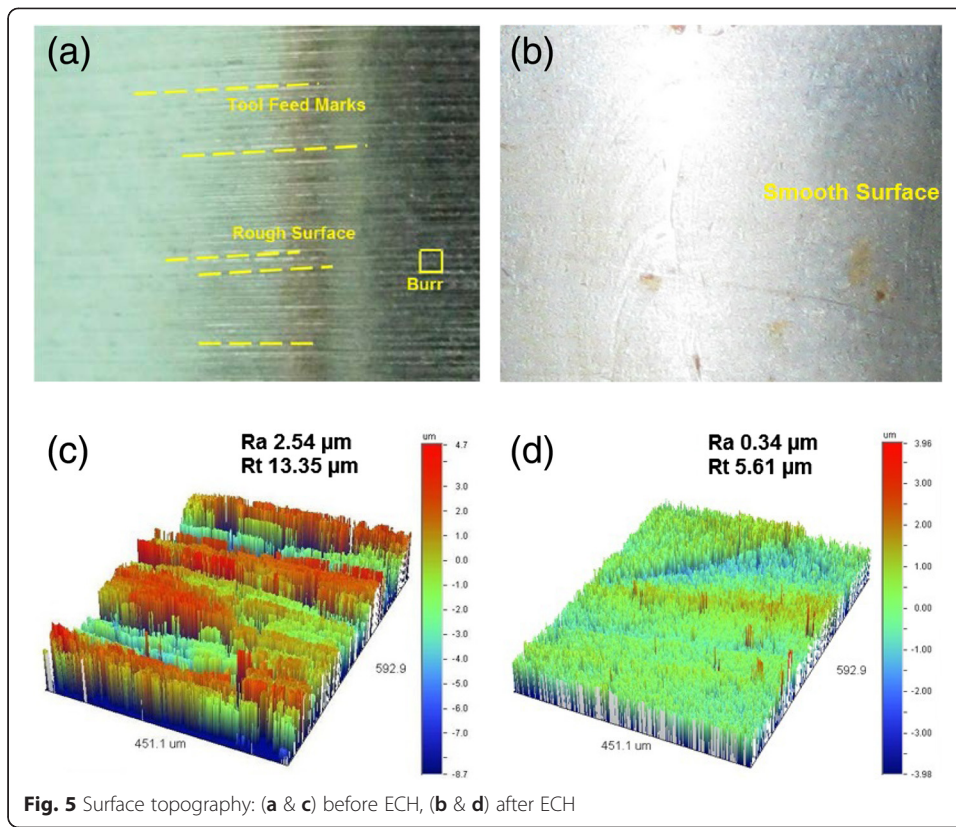 (a)
Tool Feed Marks
Rough Surface
Burr
(b)
Smooth Surface
(c)
Ra 2.54 µm
Rt 13.35 µm
um
4.7
3.0
2.0
1.0
0.0
-1.0
-2.0
-3.0
-4.0
-5.0
-6.0
-7.0
-8.7
592.9
451.1 um
(d)
Ra 0.34 µm
Rt 5.61 µm
um
3.96
3.00
2.00
1.00
0.00
-1.00
-2.00
-3.00
-3.98
592.9
451.1 um
Fig. 5 Surface topography: (a & c) before ECH, (b & d) after ECH